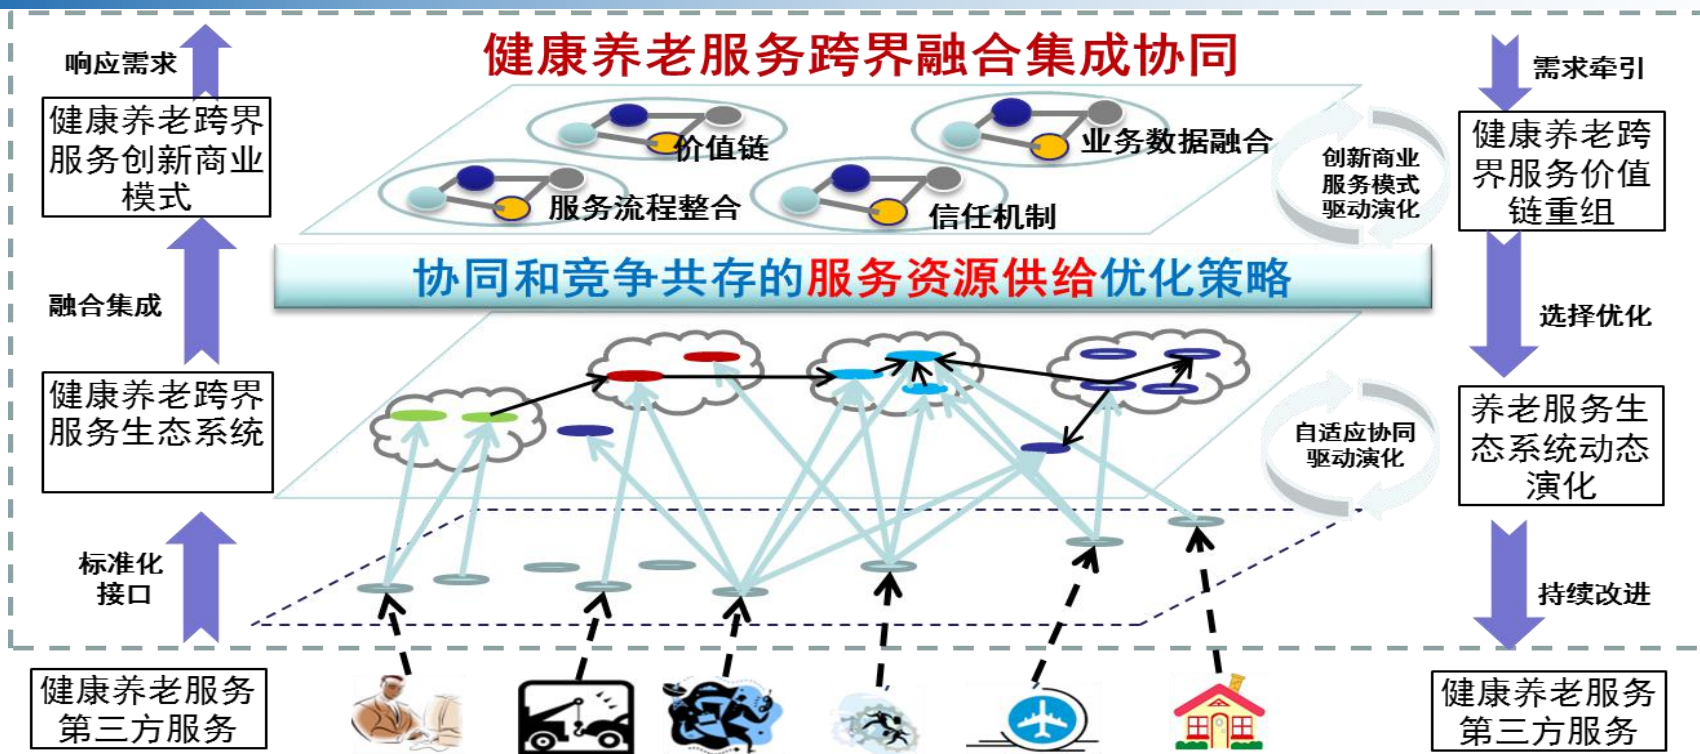 健康养老服务跨界融合集成协同
响应需求
健康养老跨界
服务创新商业
模式
融合集成
健康养老跨界
服务生态系统
标准化
接口
健康养老服务
第三方服务
价值链
业务数据融合
服务流程整合
信任机制
创新商业
服务模式
驱动演化
协同和竞争共存的服务资源供给优化策略
自适应协同
驱动演化
需求牵引
健康养老跨
界服务价值
链重组
选择优化
养老服务生
态系统动态
演化
持续改进
健康养老服务
第三方服务